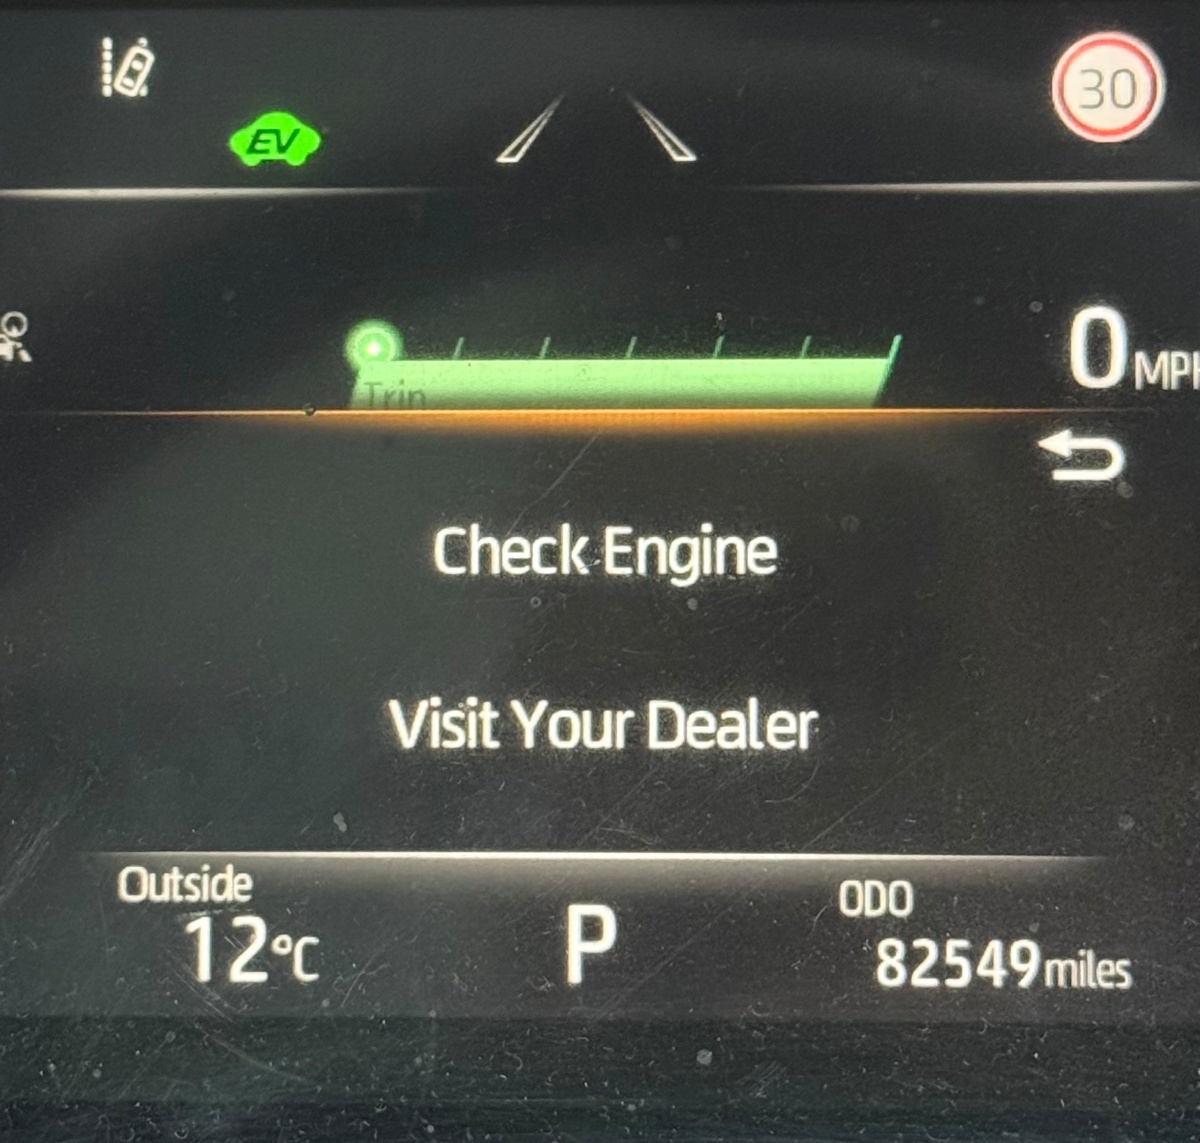 30
EV
0 MPH
Trip
Check Engine
Visit Your Dealer
Outside
ODO
12°C
P
82549 miles